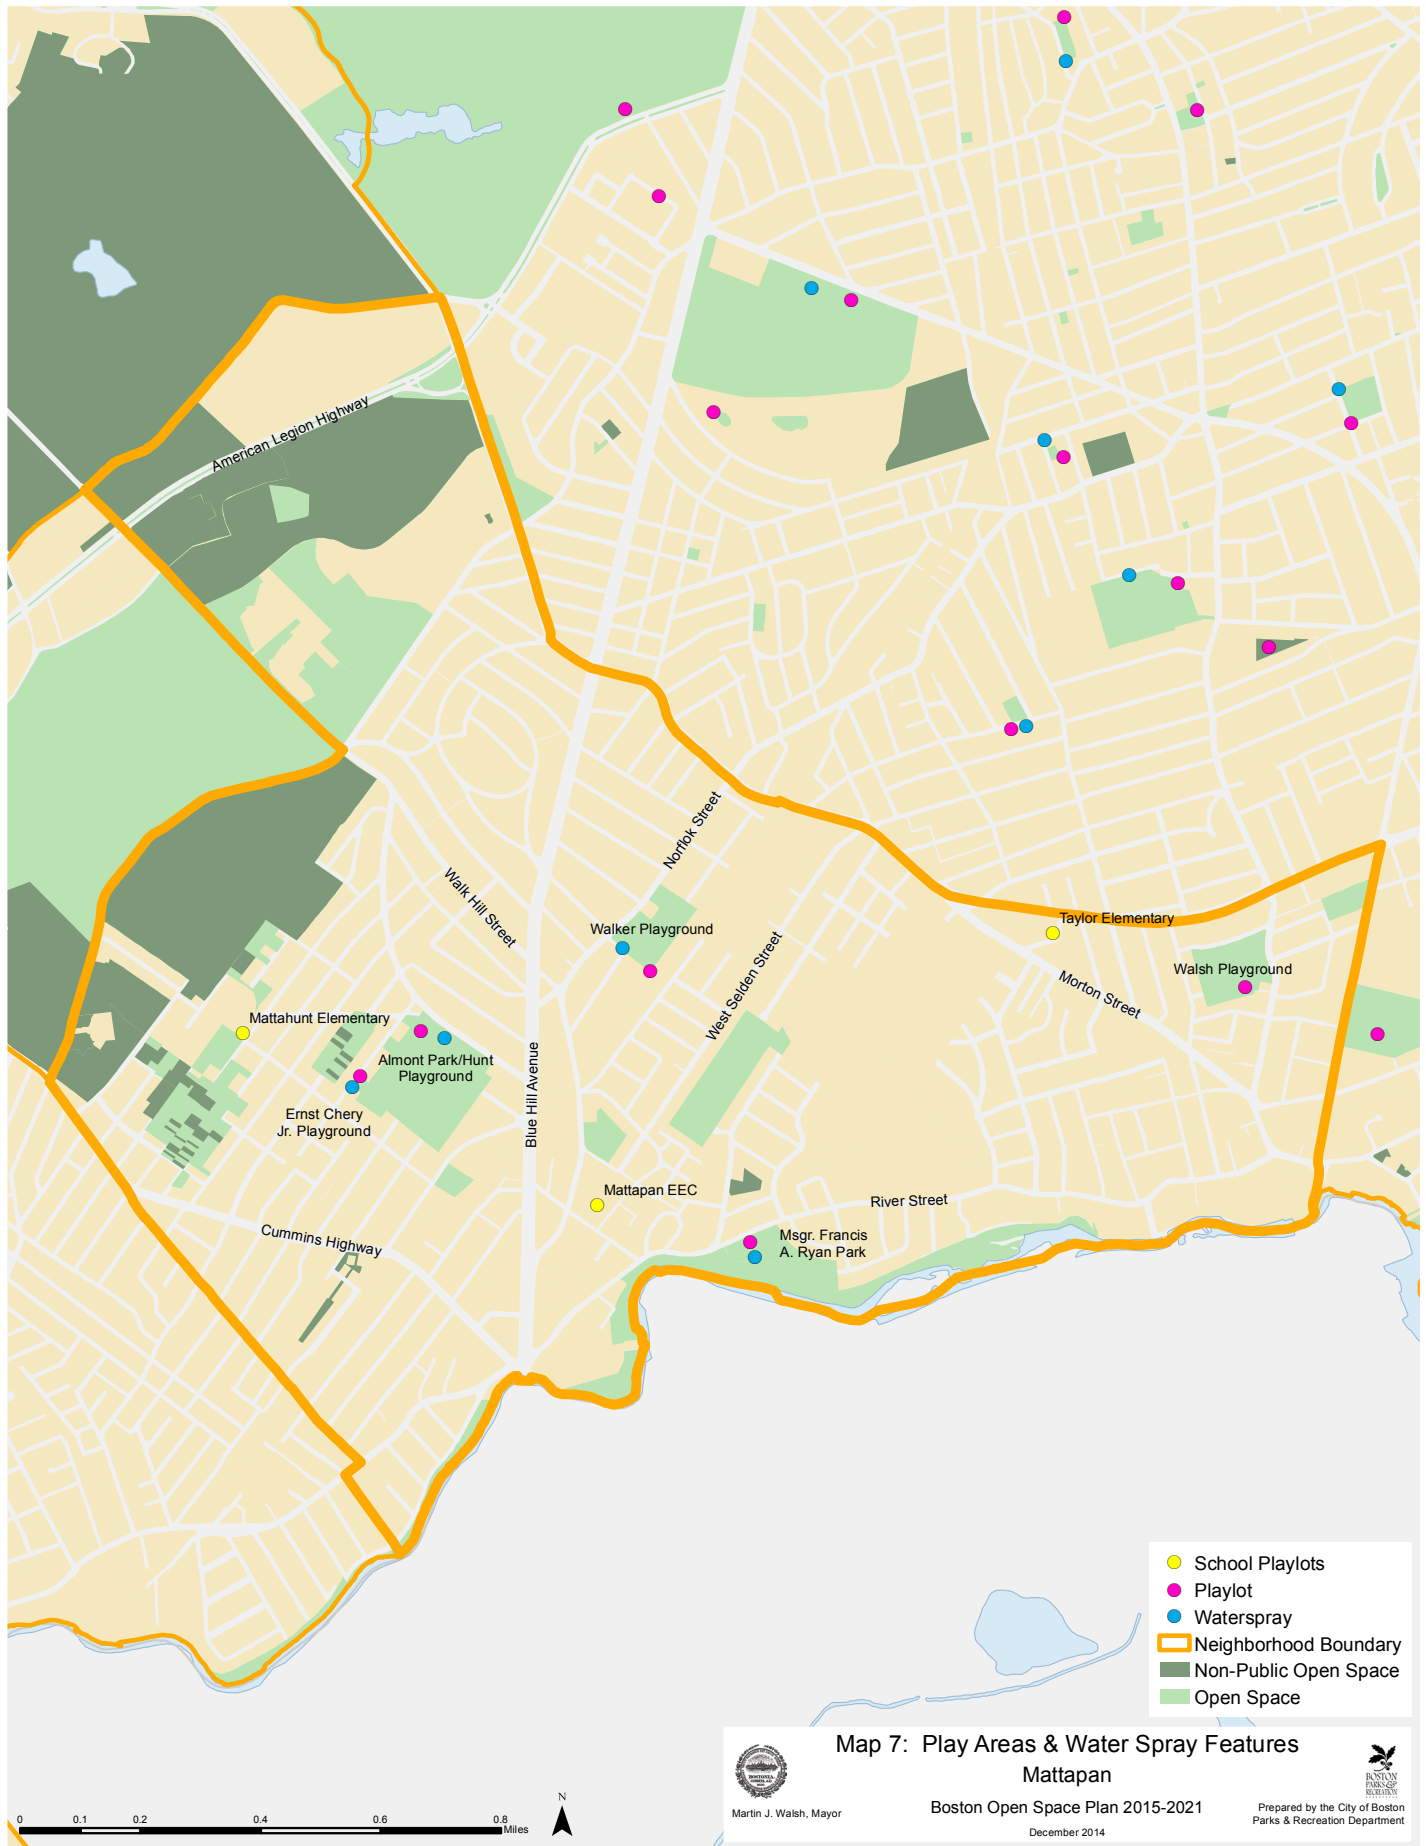 American Legion Highway
Norflok Street
Walk Hill Street
Walker Playground
West Selden Street
Taylor Elementary
Walsh Playground
Morton Street
Mattahunt Elementary
Almont Park/Hunt
Playground
Ernst Chery
Jr. Playground
Blue Hill Avenue
Mattapan EEC
River Street
Msgr. Francis
A. Ryan Park
Cummins Highway
School Playlots
Playlot
Waterspray
Neighborhood Boundary
Non-Public Open Space
Open Space
Map 7: Play Areas & Water Spray Features
Mattapan
Boston Open Space Plan 2015-2021
December 2014
Martin J. Walsh, Mayor
BOSTON
PARKS &
RECREATION
Prepared by the City of Boston
Parks & Recreation Department
N
0 0.1 0.2 0.4 0.6 0.8
Miles